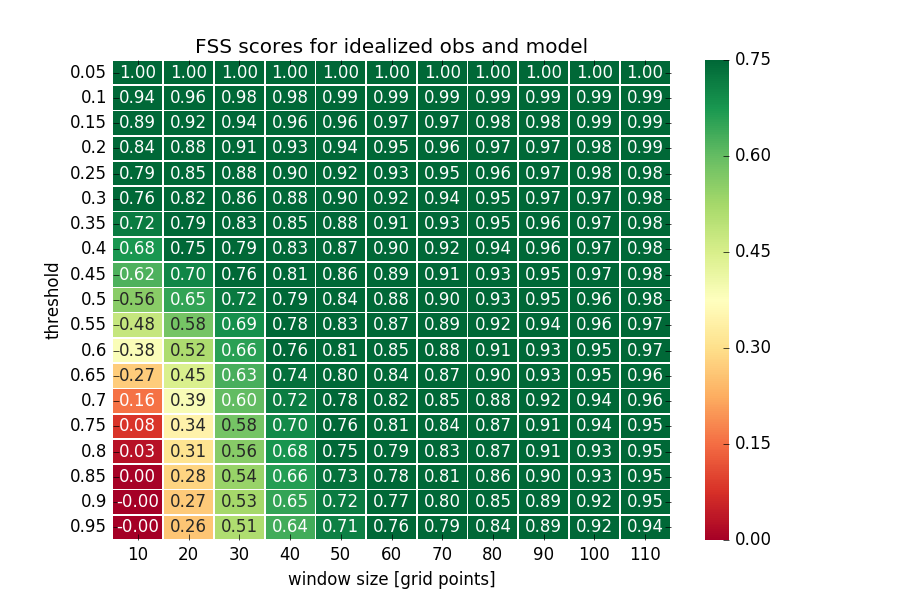 FSS scores for idealized obs and model
0.05 1.00 1.00 1.00 1.00 1.00 1.00 1.00 1.00 1.00 1.00 1.00
0.1 0.94 0.96 0.98 0.98 0.99 0.99 0.99 0.99 0.99 0.99 0.99
0.15 0.89 0.92 0.94 0.96 0.96 0.97 0.97 0.98 0.98 0.99 0.99
0.2 0.84 0.88 0.91 0.93 0.94 0.95 0.96 0.97 0.97 0.98 0.99
0.25 0.79 0.85 0.88 0.90 0.92 0.93 0.95 0.96 0.97 0.98 0.98
0.3 0.76 0.82 0.86 0.88 0.90 0.92 0.94 0.95 0.97 0.97 0.98
0.35 0.72 0.79 0.83 0.85 0.88 0.91 0.93 0.95 0.96 0.97 0.98
0.4 0.68 0.75 0.79 0.83 0.87 0.90 0.92 0.94 0.96 0.97 0.98
0.45 0.62 0.70 0.76 0.81 0.86 0.89 0.91 0.93 0.95 0.97 0.98
0.5 0.56 0.65 0.72 0.79 0.84 0.88 0.90 0.93 0.95 0.96 0.98
0.55 0.48 0.58 0.69 0.78 0.83 0.87 0.89 0.92 0.94 0.96 0.97
0.6 0.38 0.52 0.66 0.76 0.81 0.85 0.88 0.91 0.93 0.95 0.97
0.65 0.27 0.45 0.63 0.74 0.80 0.84 0.87 0.90 0.93 0.95 0.96
0.7 0.16 0.39 0.60 0.72 0.78 0.82 0.85 0.88 0.92 0.94 0.96
0.75 0.08 0.34 0.58 0.70 0.76 0.81 0.84 0.87 0.91 0.94 0.95
0.8 0.03 0.31 0.56 0.68 0.75 0.79 0.83 0.87 0.91 0.93 0.95
0.85 0.00 0.28 0.54 0.66 0.73 0.78 0.81 0.86 0.90 0.93 0.95
0.9 -0.00 0.27 0.53 0.65 0.72 0.77 0.80 0.85 0.89 0.92 0.95
0.95 -0.00 0.26 0.51 0.64 0.71 0.76 0.79 0.84 0.89 0.92 0.94
10 20 30 40 50 60 70 80 90 100 110
window size [grid points]
threshold
0.75
0.60
0.45
0.30
0.15
0.00